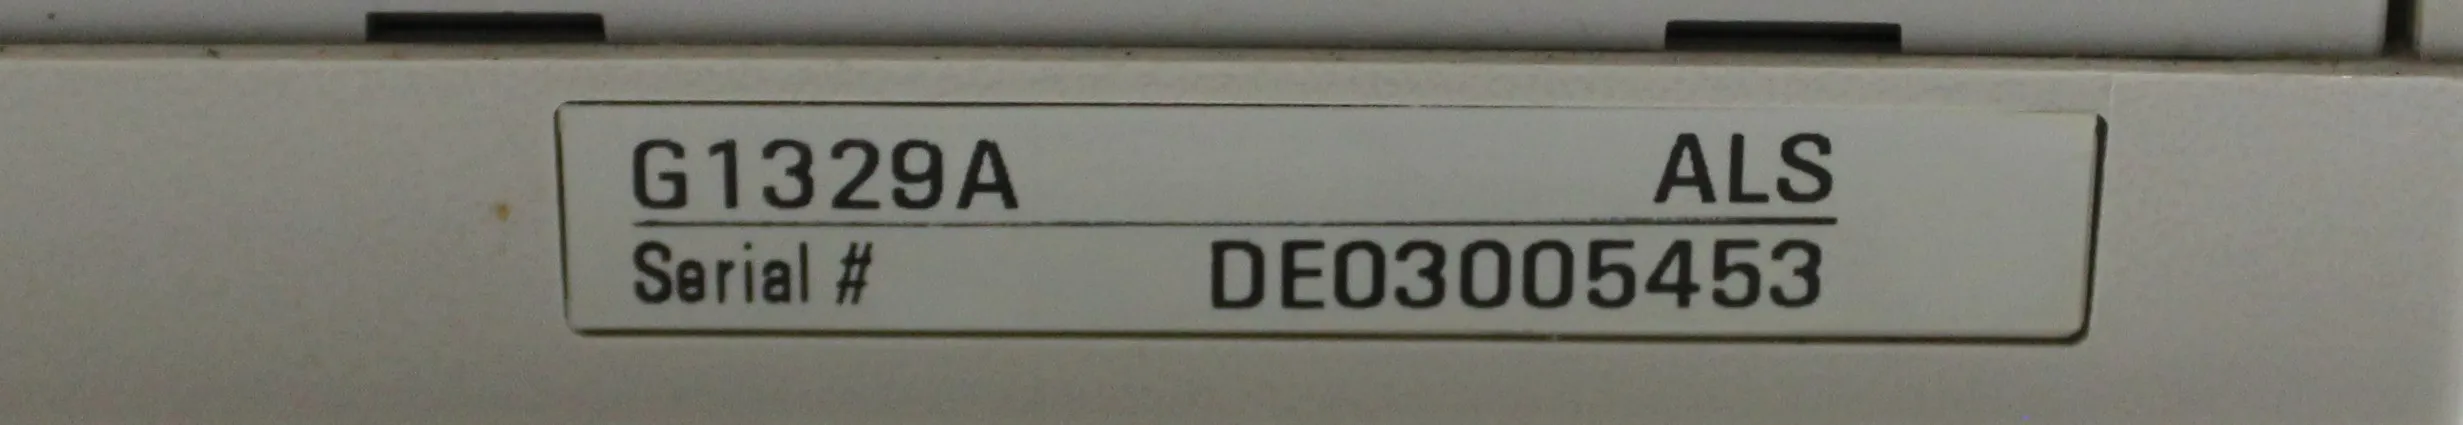 G1329A ALS
Serial # DE03005453